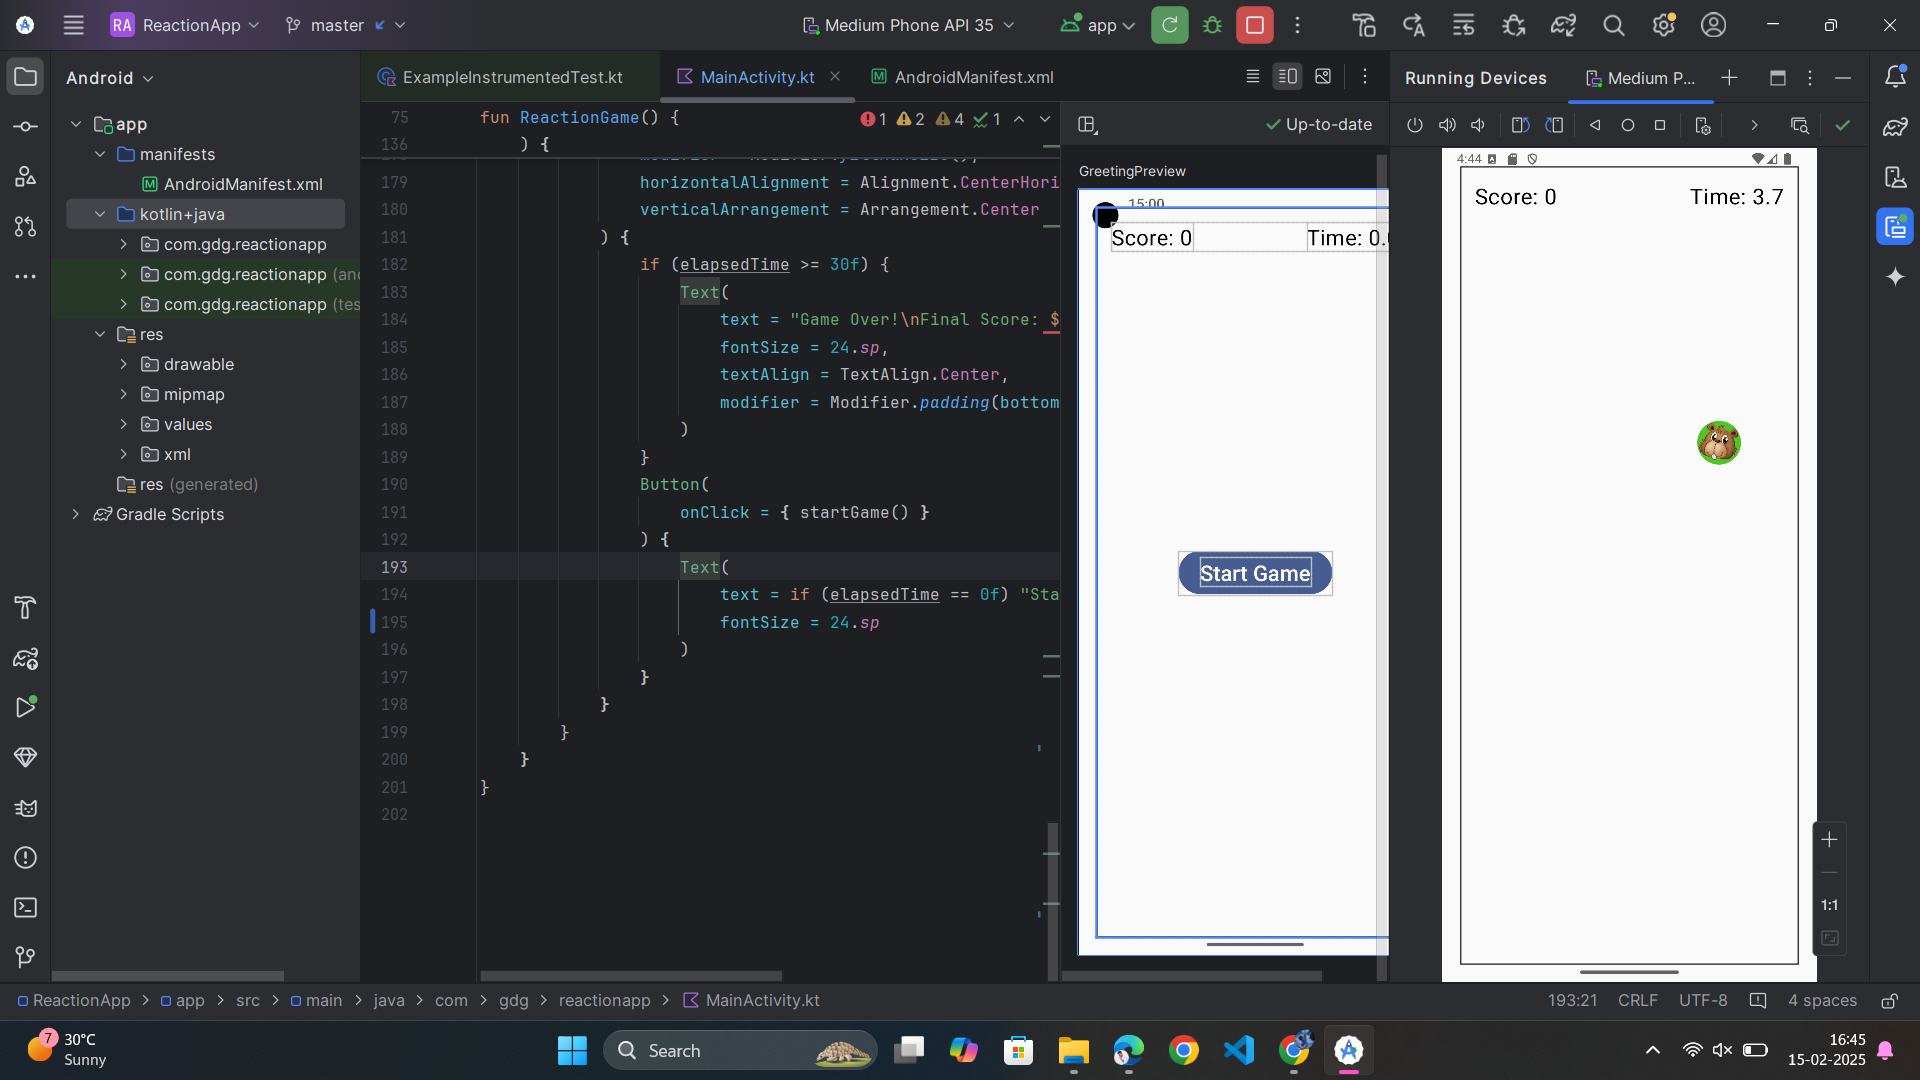 RA ReactionApp master Medium Phone API 35 app
Android
ExampleInstrumentedTest.kt MainActivity.kt AndroidManifest.xml
Running Devices Medium P...
app
manifests
AndroidManifest.xml
kotlin+java
com.gdg.reactionapp
com.gdg.reactionapp (and
com.gdg.reactionapp (tes
res
drawable
mipmap
values
xml
res (generated)
Gradle Scripts
75 fun ReactionGame() {
1 2 4 1
136 ) {
179 horizontalAlignment = Alignment.CenterHori
180 verticalArrangement = Arrangement.Center
181 ) {
182 if (elapsedTime >= 30f) {
183 Text(
184 text = "Game Over!\nFinal Score: $
185 fontSize = 24.sp,
186 textAlign = TextAlign.Center,
187 modifier = Modifier.padding(bottom
188 )
189 }
190 Button(
191 onClick = { startGame() }
192 ) {
193 Text(
194 text = if (elapsedTime == 0f) "Sta
195 fontSize = 24.sp
196 )
197 }
198 }
199 }
200 }
201 }
202
Up-to-date
GreetingPreview
15:00
Score: 0 Time: 0.
Start Game
4:44
Score: 0 Time: 3.7
1:1
ReactionApp > app > src > main > java > com > gdg > reactionapp > MainActivity.kt
193:21 CRLF UTF-8 4 spaces
7 30°C
Sunny
Search
16:45
15-02-2025